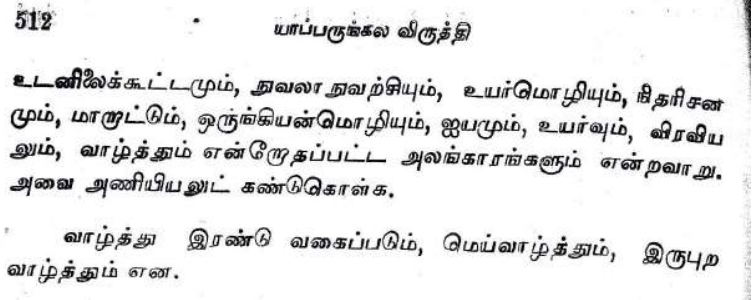 512 யாப்பருங்கல விருத்தி
உடனிலைக்கூட்டமும், நுவலாநுவற்சியும், உயர்மொழியும், நிதரிசன
மும், மாறாட்டும், ஒருங்கியன்மொழியும், ஐயமும், உயர்வும், விரவிய
லும், வாழ்த்தும் என்றோதப்பட்ட அலங்காரங்களும் என்றவாறு.
அவை அணியியலுட் கண்டுகொள்க.
வாழ்த்து இரண்டு வகைப்படும், மெய்வாழ்த்தும், இருபுற
வாழ்த்தும் என.